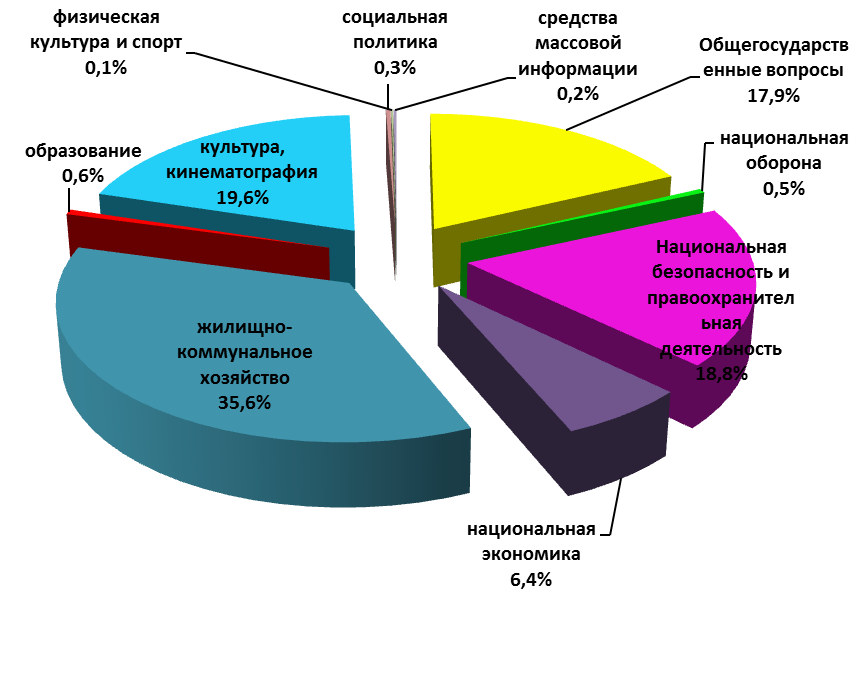 физическая
культура и спорт
0,1%
социальная
политика
0,3%
средства
массовой
информации
0,2%
Общегосударств
енные вопросы
17,9%
национальная
оборона
0,5%
образование
0,6%
культура,
кинематография
19,6%
Национальная
безопасность и
правоохранител
ьная
деятельность
18,8%
жилищно-
коммунальное
хозяйство
35,6%
национальная
экономика
6,4%